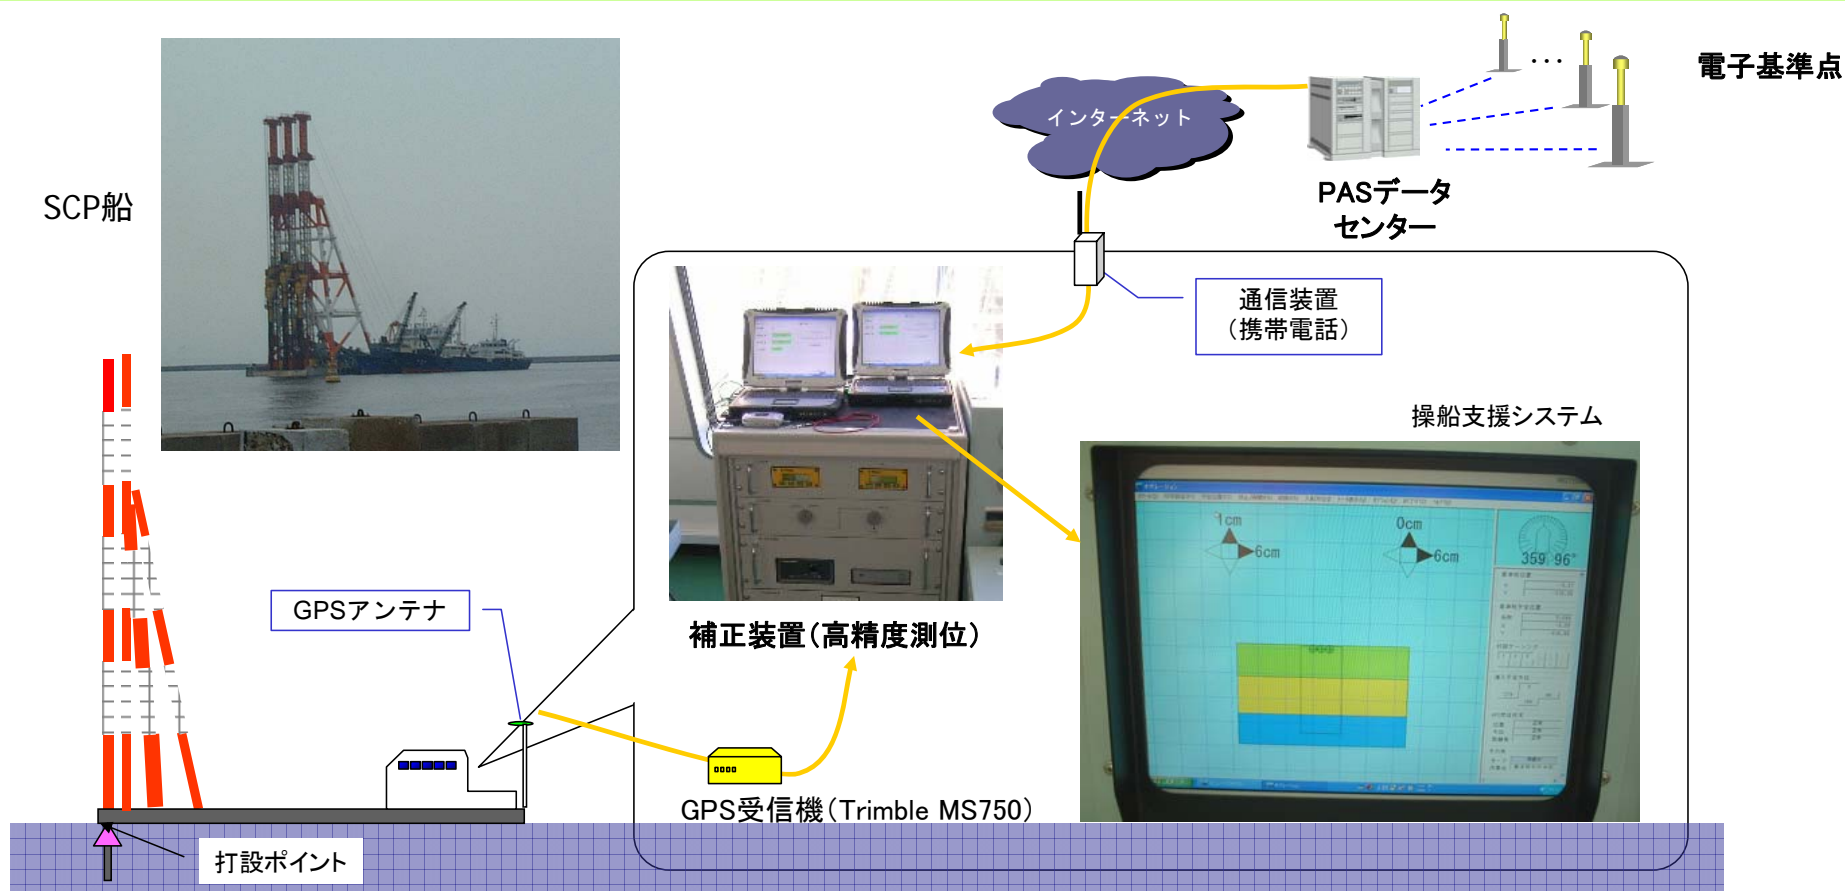 電子基準点
インターネット
PASデータ
センター
SCP船
通信装置
（携帯電話）
操船支援システム
1cm
6cm
0cm
6cm
359.96°
GPSアンテナ
補正装置（高精度測位）
GPS受信機（Trimble MS750）
打設ポイント